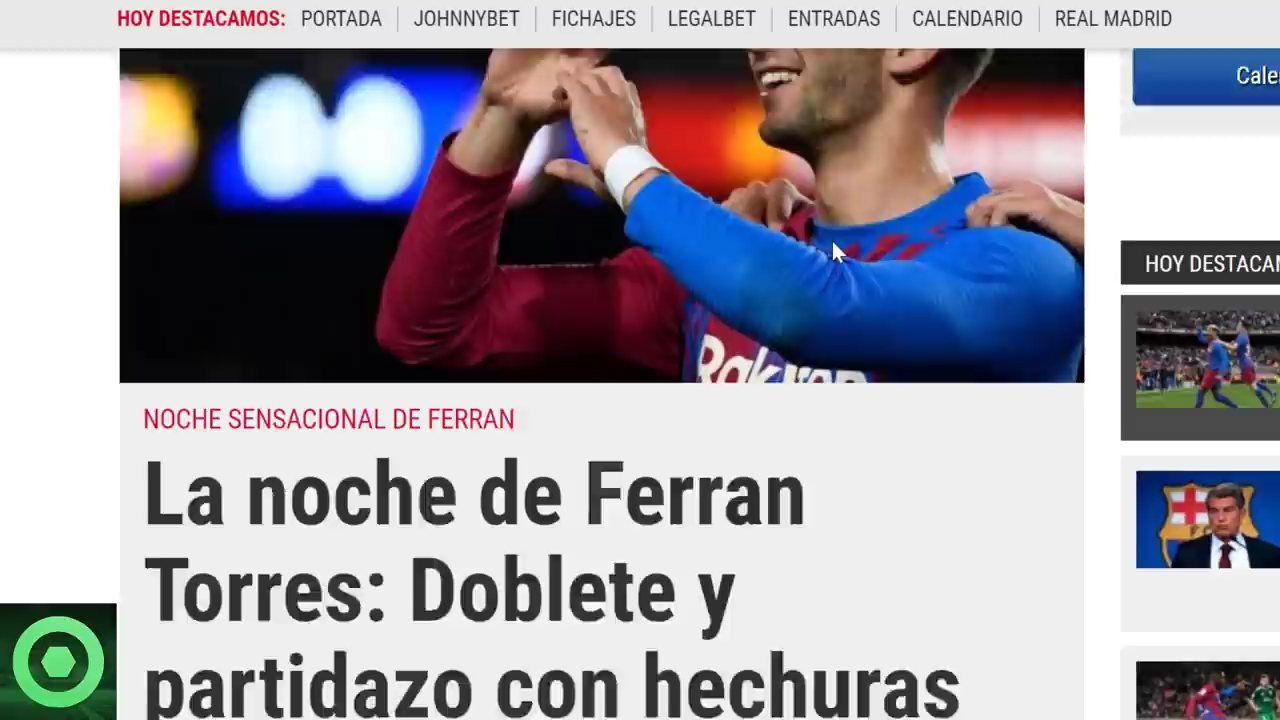 HOY DESTACAMOS: PORTADA JOHNNYBET FICHAJES LEGALBET ENTRADAS CALENDARIO REAL MADRID
NOCHE SENSACIONAL DE FERRAN
La noche de Ferran
Torres: Doblete y
partidazo con hechuras